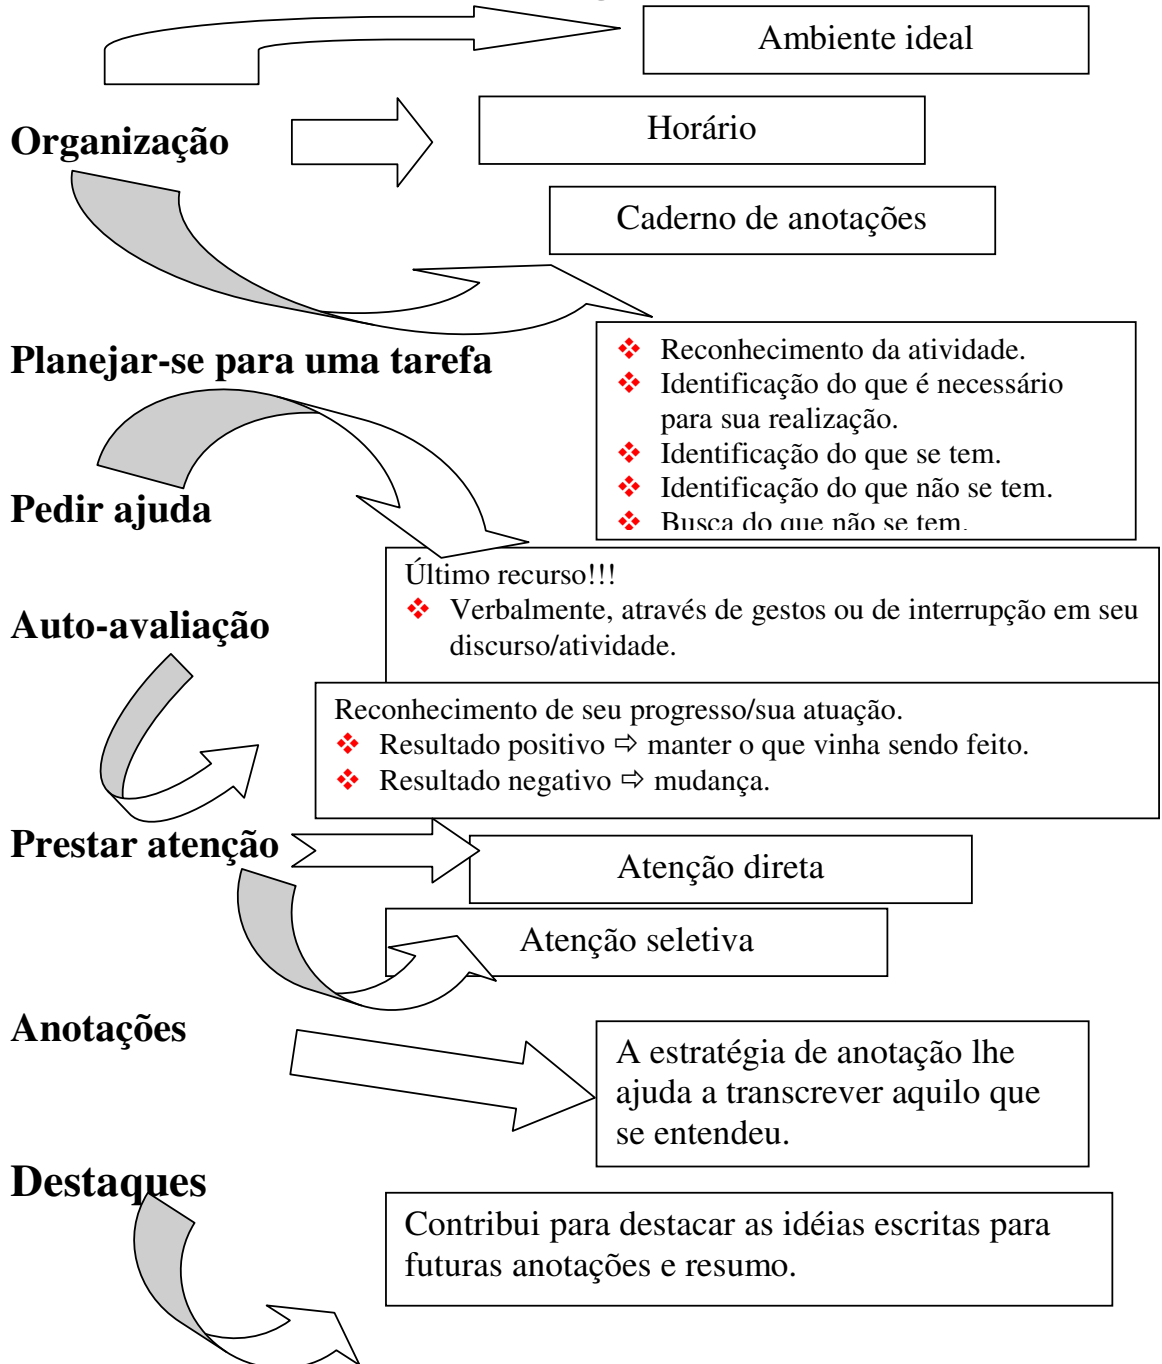 Ambiente ideal
Organização
Horário
Caderno de anotações
Planejar-se para uma tarefa
❖ Reconhecimento da atividade.
❖ Identificação do que é necessário
para sua realização.
❖ Identificação do que se tem.
❖ Identificação do que não se tem.
❖ Busca do que não se tem.
Pedir ajuda
Último recurso!!!
❖ Verbalmente, através de gestos ou de interrupção em seu
discurso/atividade.
Auto-avaliação
Reconhecimento de seu progresso/sua atuação.
❖ Resultado positivo ⇨ manter o que vinha sendo feito.
❖ Resultado negativo ⇨ mudança.
Prestar atenção
Atenção direta
Atenção seletiva
Anotações
A estratégia de anotação lhe
ajuda a transcrever aquilo que
se entendeu.
Destaques
Contribui para destacar as idéias escritas para
futuras anotações e resumo.